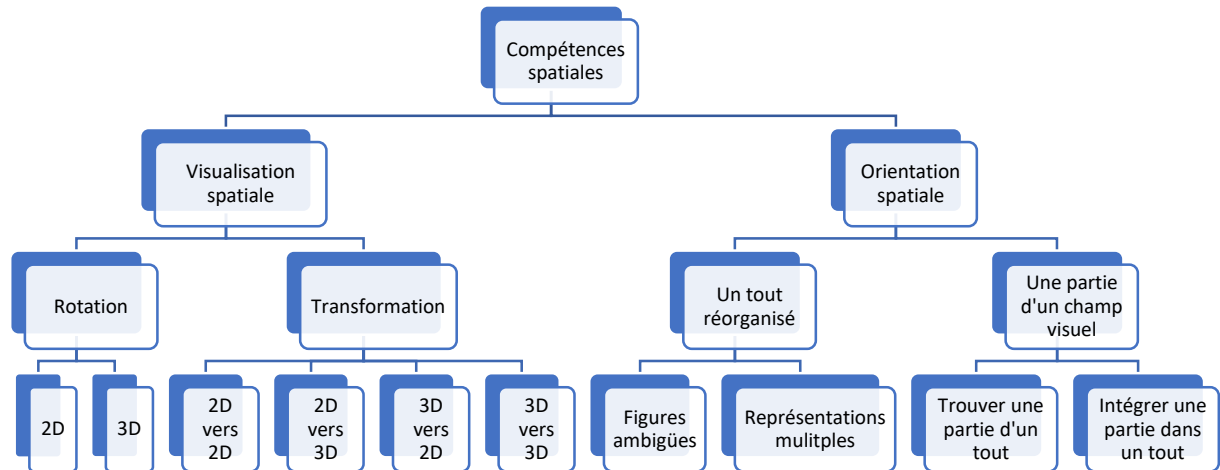 Compétences
spatiales
Visualisation
spatiale
Orientation
spatiale
Rotation
Transformation
Un tout
réorganisé
Une partie
d'un champ
visuel
2D
3D
2D
vers
2D
2D
vers
3D
3D
vers
2D
3D
vers
3D
Figures
ambigües
Représentations
mulitples
Trouver une
partie d'un
tout
Intégrer une
partie dans
un tout